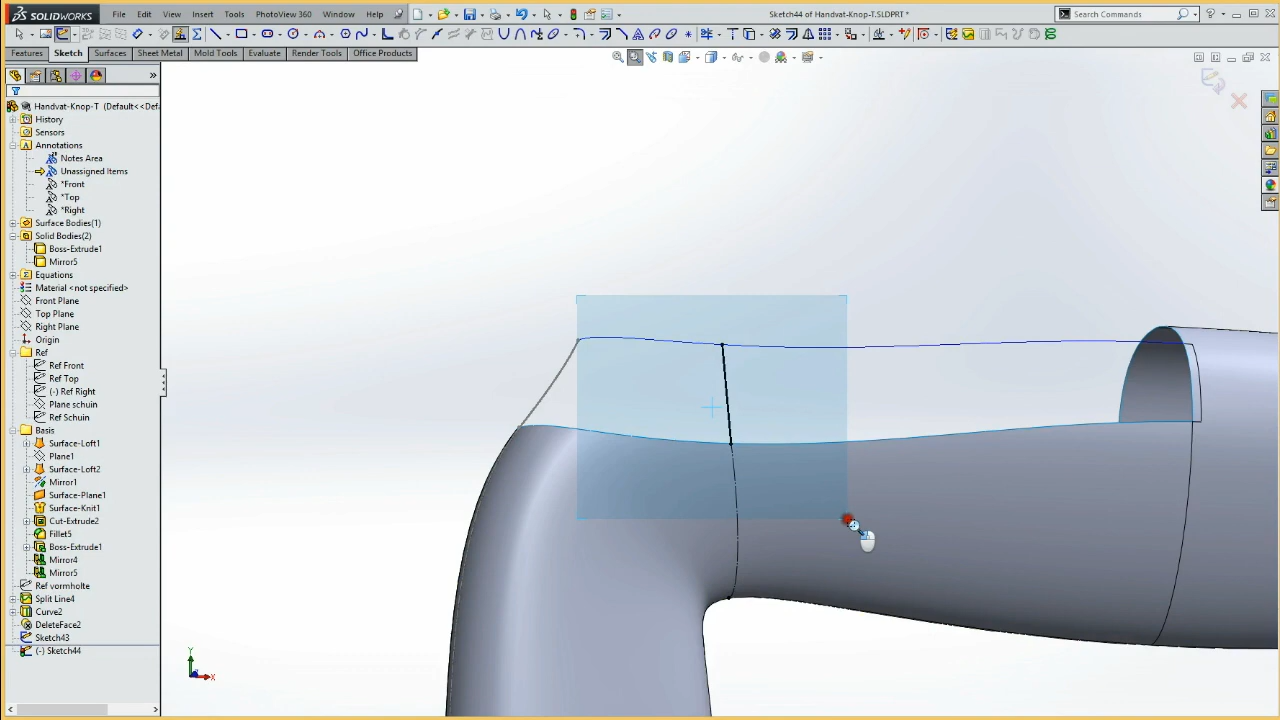 SOLIDWORKS File Edit View Insert Tools PhotoView 360 Window Help Sketch44 of Handvat-Knop-T.SLDPRT * Search Commands ?
Features Sketch Surfaces Sheet Metal Mold Tools Evaluate Render Tools Office Products
Handvat-Knop-T (Default<<Def
History
Sensors
Annotations
Notes Area
Unassigned Items
*Front
*Top
*Right
Surface Bodies(1)
Solid Bodies(2)
Boss-Extrude1
Mirror5
Equations
Material <not specified>
Front Plane
Top Plane
Right Plane
Origin
Ref
Ref Front
Ref Top
(-) Ref Right
Plane schuin
Ref Schuin
Basis
Surface-Loft1
Plane1
Surface-Loft2
Mirror1
Surface-Plane1
Surface-Knit1
Cut-Extrude2
Fillet5
Boss-Extrude1
Mirror4
Mirror5
Ref vormholte
Split Line4
Curve2
DeleteFace2
Sketch43
(-) Sketch44
Y
X